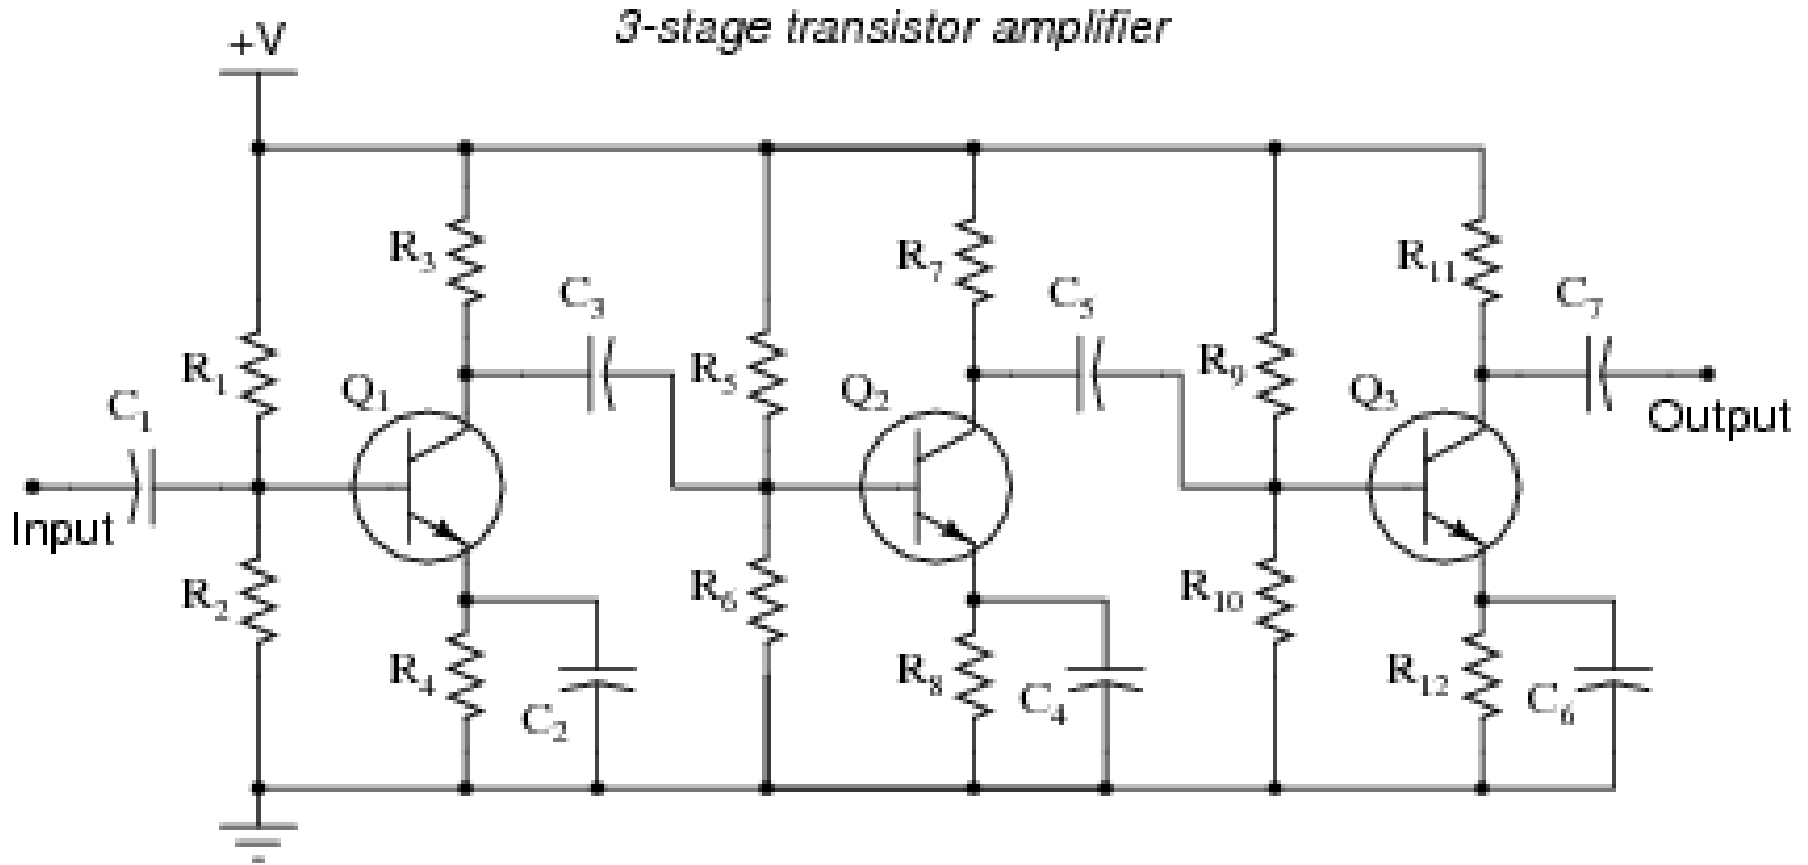 3-stage transistor amplifier
+V
R3
R7
R11
C3
C5
C7
R1
R5
R9
Q1
Q2
Q3
C1
Output
Input
R2
R6
R10
R4
R8
R12
C2
C4
C6